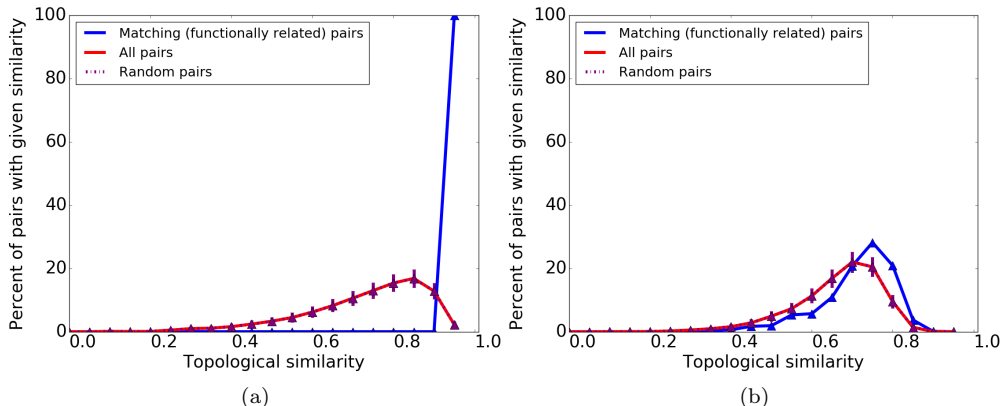 Percent of pairs with given similarity
100
80
60
40
20
0
Matching (functionally related) pairs
All pairs
Random pairs
0.0 0.2 0.4 0.6 0.8 1.0
Topological similarity
(a)
Percent of pairs with given similarity
100
80
60
40
20
0
Matching (functionally related) pairs
All pairs
Random pairs
0.0 0.2 0.4 0.6 0.8 1.0
Topological similarity
(b)